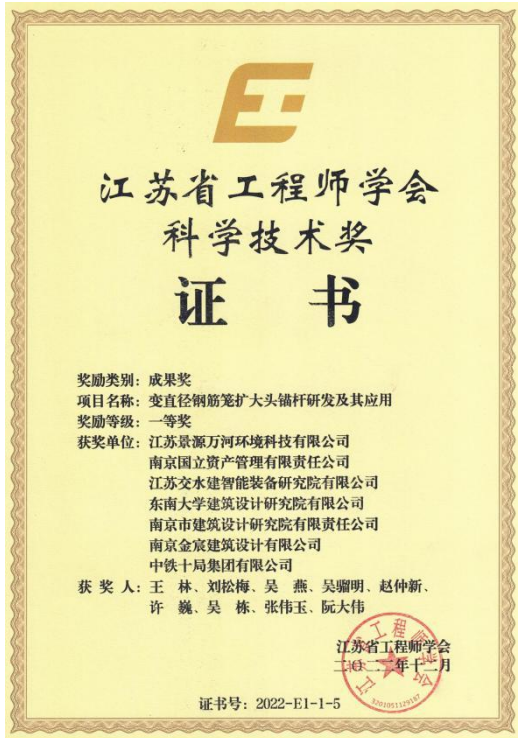 江苏省工程师学会
科学技术奖
证 书
奖励类别：成果奖
项目名称：变直径钢筋笼扩大头锚杆研发及其应用
奖励等级：一等奖
获奖单位：江苏景源万河环境科技有限公司
南京国立资产管理有限责任公司
江苏交水建智能装备研究院有限公司
东南大学建筑设计研究院有限公司
南京市建筑设计研究院有限责任公司
南京金宸建筑设计有限公司
中铁十局集团有限公司
获 奖 人：王 林、刘松梅、吴 燕、吴骝明、赵仲新、
许 巍、吴 栋、张伟玉、阮大伟
江苏省工程师学会
二〇二二年十二月
江苏省工程师学会
证书号：2022-E1-1-5